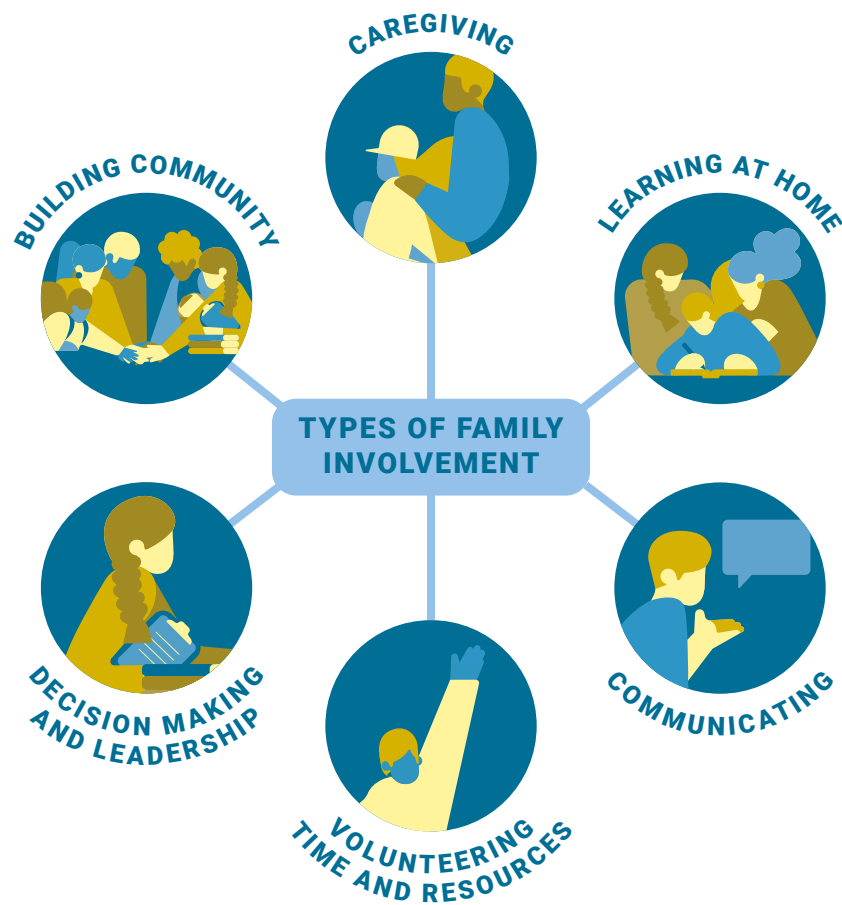 CAREGIVING
BUILDING COMMUNITY
LEARNING AT HOME
TYPES OF FAMILY
INVOLVEMENT
DECISION MAKING
AND LEADERSHIP
COMMUNICATING
VOLUNTEERING
TIME AND RESOURCES